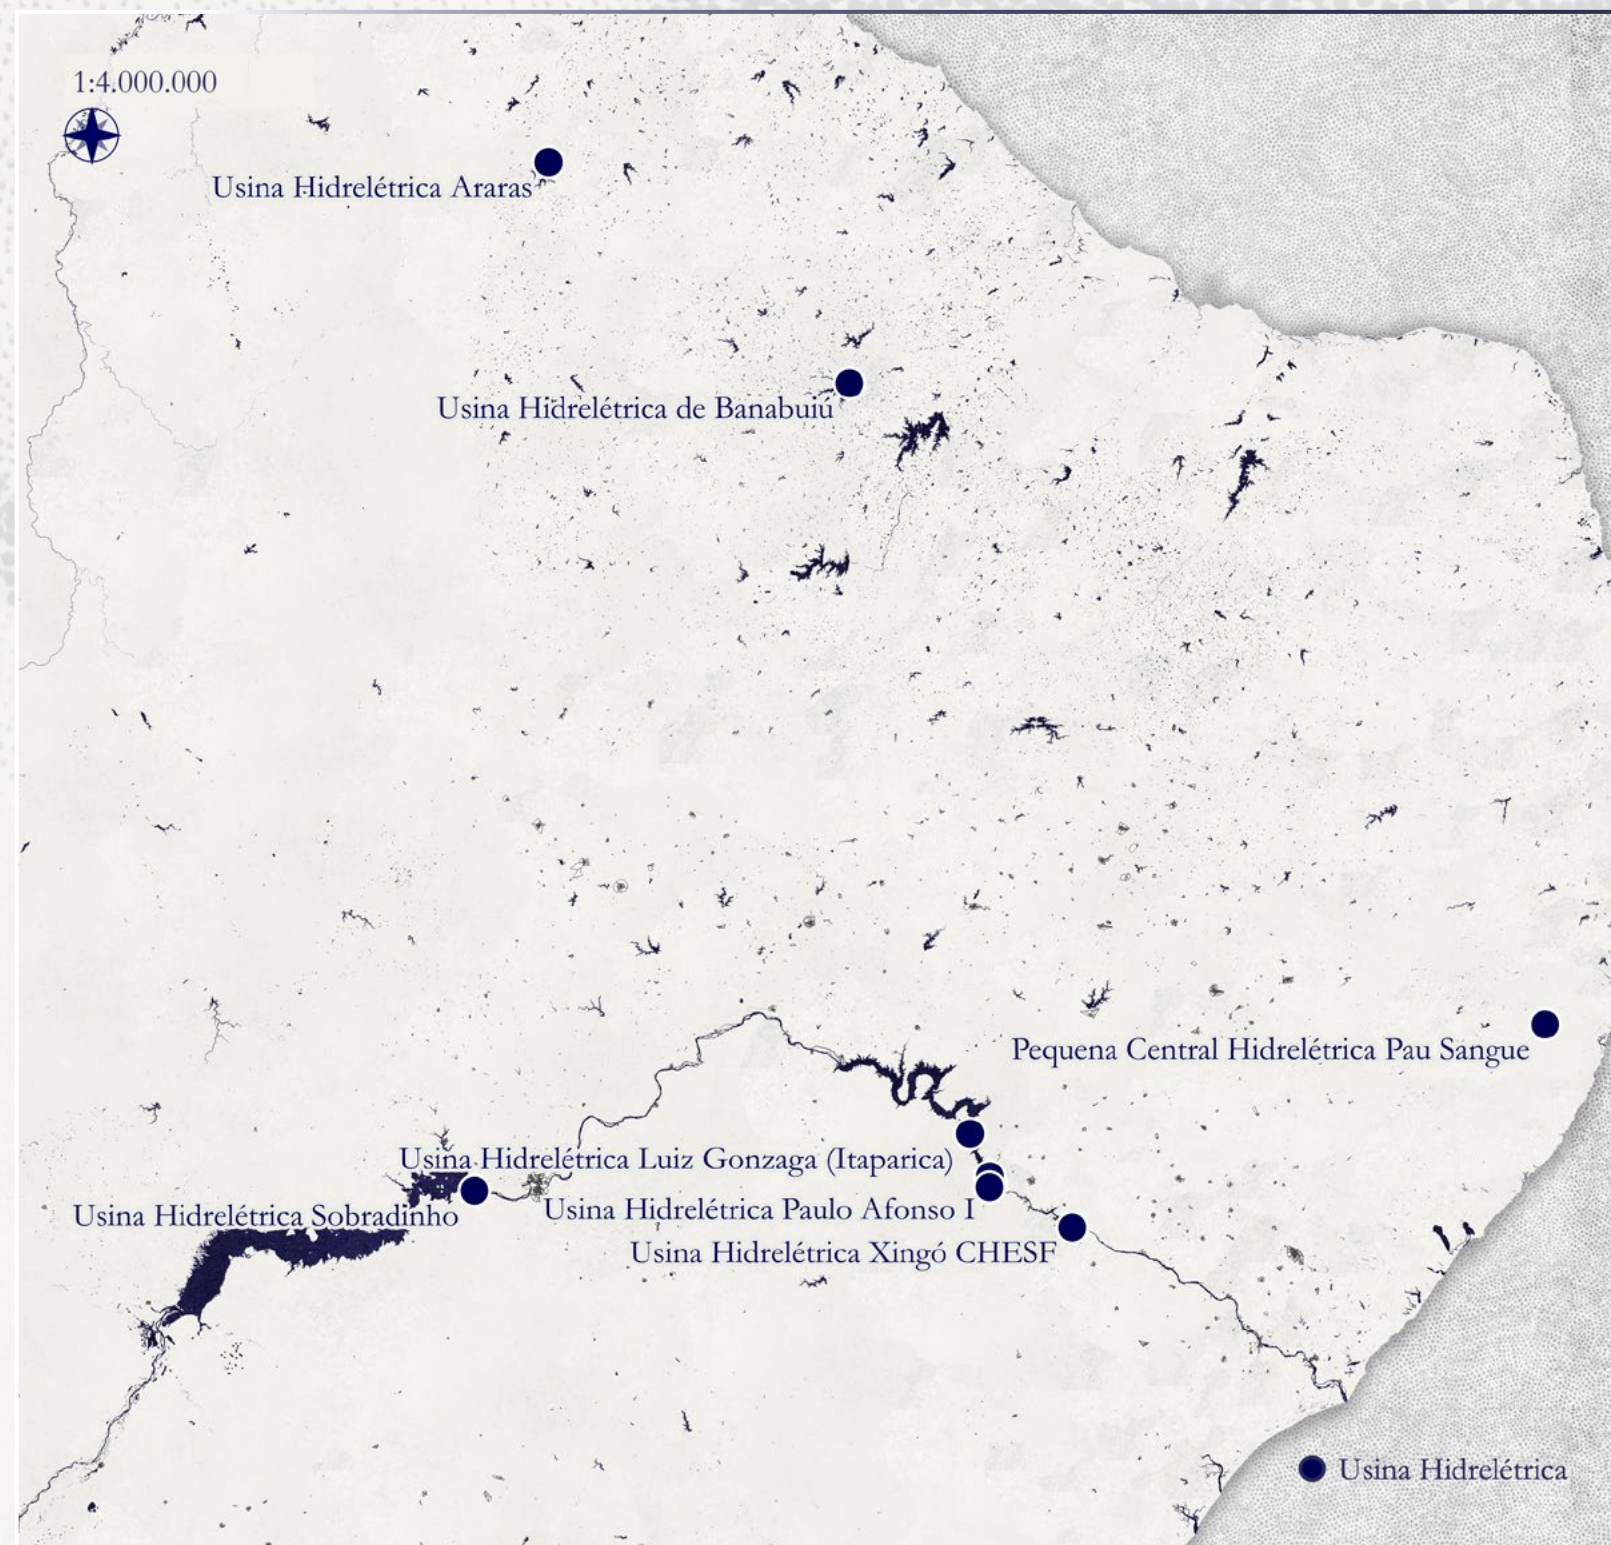 1:4.000.000
Usina Hidrelétrica Araras
Usina Hidrelétrica de Banabuiú
Pequena Central Hidrelétrica Pau Sangue
Usina Hidrelétrica Luiz Gonzaga (Itaparica)
Usina Hidrelétrica Paulo Afonso I
Usina Hidrelétrica Sobradinho
Usina Hidrelétrica Xingó CHESF
Usina Hidrelétrica